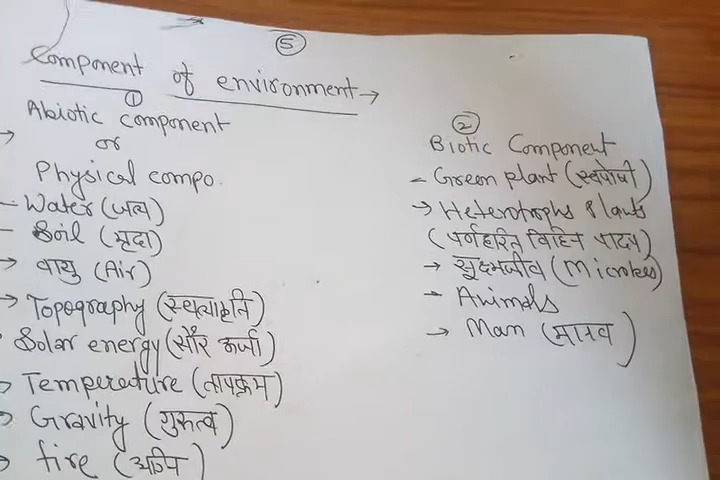 ⑤
Component of environment →
①
Abiotic component
or
Physical compo.
- Water (जल)
- Soil (मृदा)
→ वायु (Air)
→ Topography (स्थलाकृति)
Solar energy (सौर ऊर्जा)
→ Temperature (तापक्रम)
→ Gravity (गुरुत्व)
→ fire (अग्नि)
②
Biotic Component
- Green plant (स्वपोषी)
→ Heterotrophs Plants
(पर्णहरित विहिन पादप)
→ सूक्ष्मजीव (Microbes)
- Animals
→ Man (मानव)